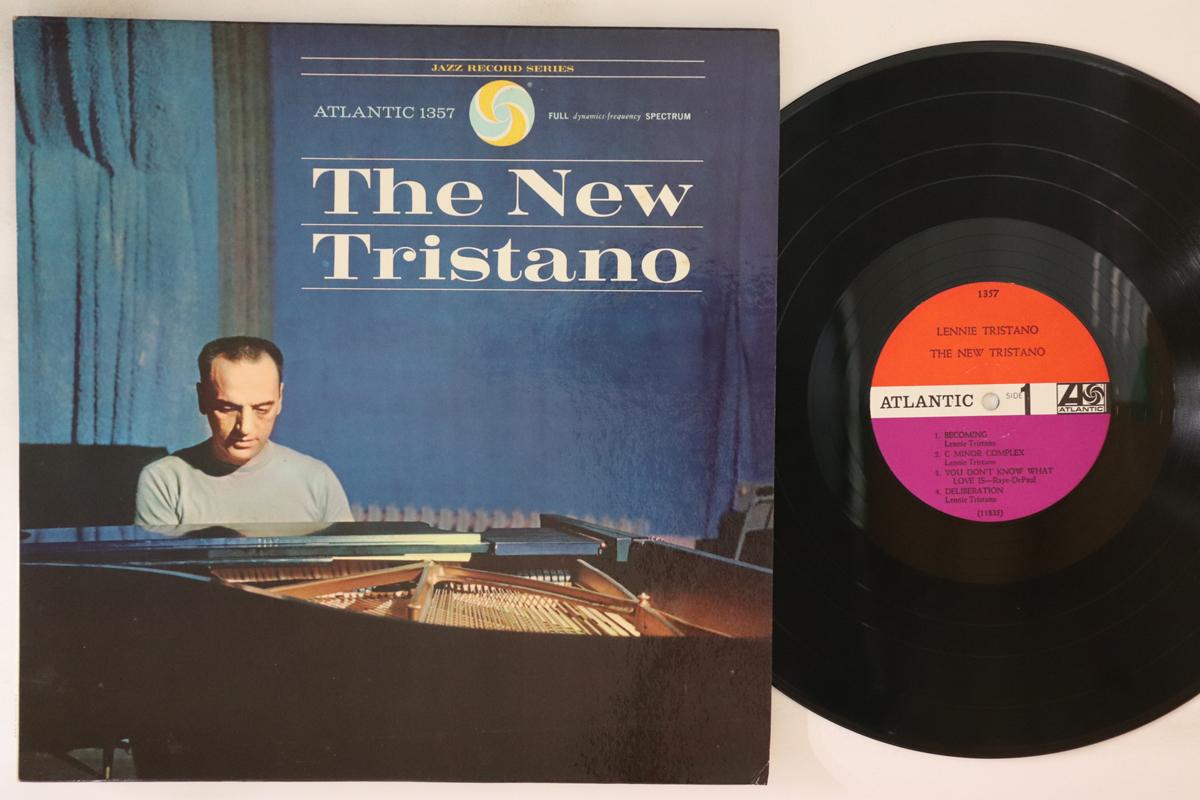 JAZZ RECORD SERIES
ATLANTIC 1357
FULL dynamics-frequency SPECTRUM
The New
Tristano
1357
LENNIE TRISTANO
THE NEW TRISTANO
ATLANTIC
SIDE 1
ATLANTIC
1. BECOMING
Lennie Tristano
2. C MINOR COMPLEX
Lennie Tristano
3. YOU DON'T KNOW WHAT
LOVE IS—Raye-DePaul
4. DELIBERATION
Lennie Tristano
(11835)